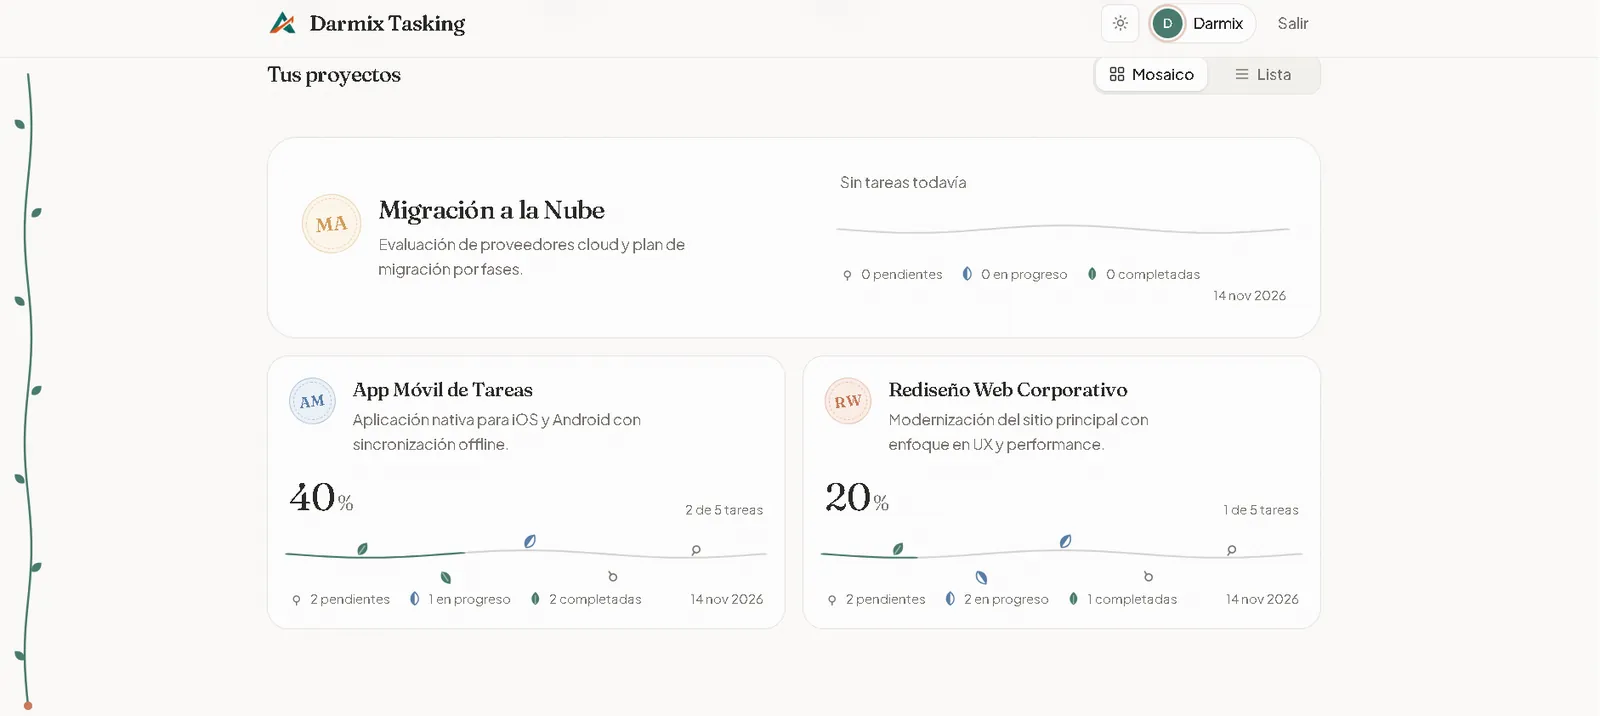 Darmix Tasking
D
Darmix
Salir
Tus proyectos
Mosaico
Lista
MA
Migración a la Nube
Evaluación de proveedores cloud y plan de
migración por fases.
Sin tareas todavía
0 pendientes
0 en progreso
0 completadas
14 nov 2026
AM
App Móvil de Tareas
Aplicación nativa para iOS y Android con
sincronización offline.
40%
2 de 5 tareas
2 pendientes
1 en progreso
2 completadas
14 nov 2026
RW
Rediseño Web Corporativo
Modernización del sitio principal con
enfoque en UX y performance.
20%
1 de 5 tareas
2 pendientes
2 en progreso
1 completadas
14 nov 2026